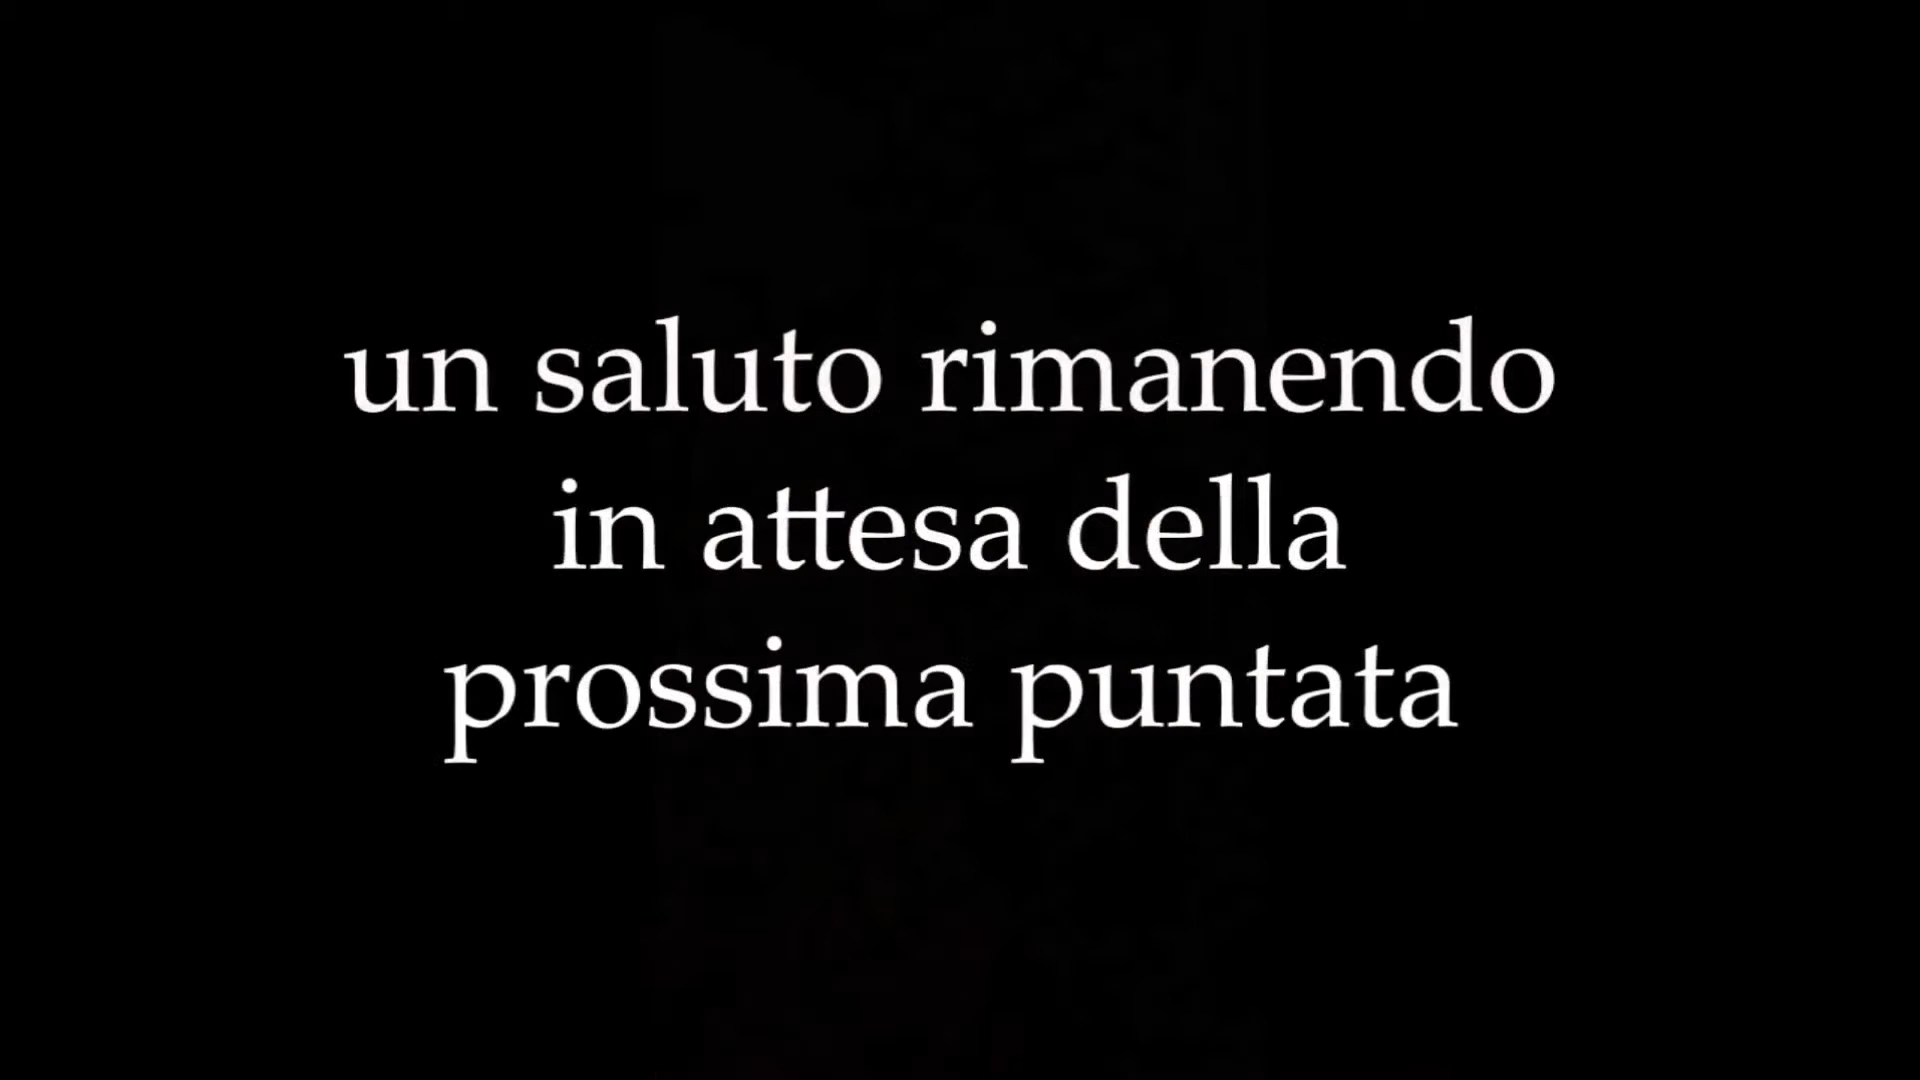 un saluto rimanendo
in attesa della
prossima puntata